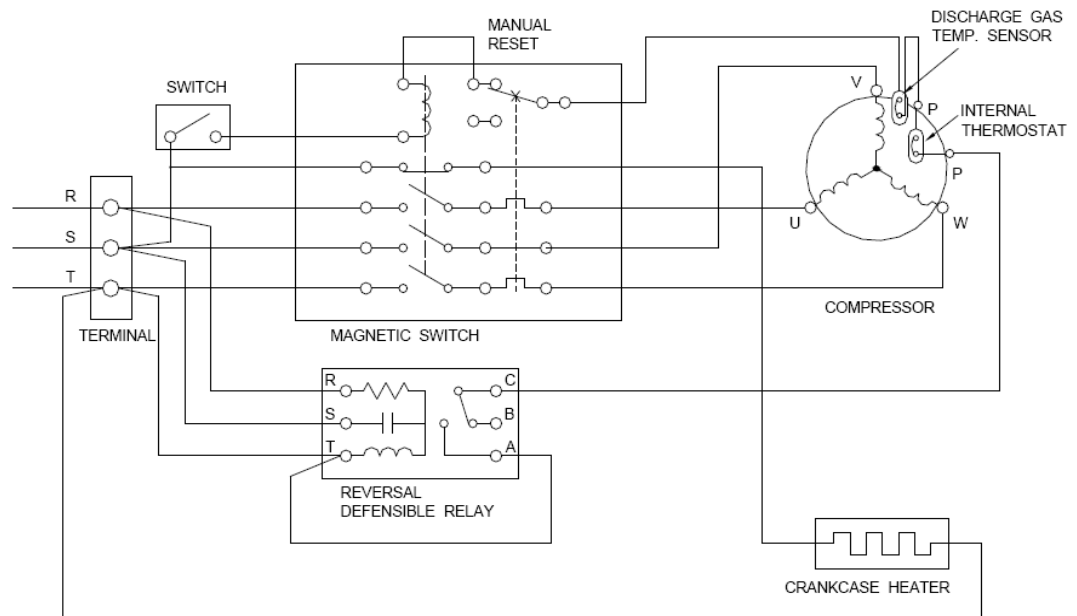 MANUAL
RESET
DISCHARGE GAS
TEMP. SENSOR
SWITCH
V
P
INTERNAL
THERMOSTAT
P
R
U
W
S
T
COMPRESSOR
TERMINAL
MAGNETIC SWITCH
R
C
S
B
T
A
REVERSAL
DEFENSIBLE RELAY
CRANKCASE HEATER